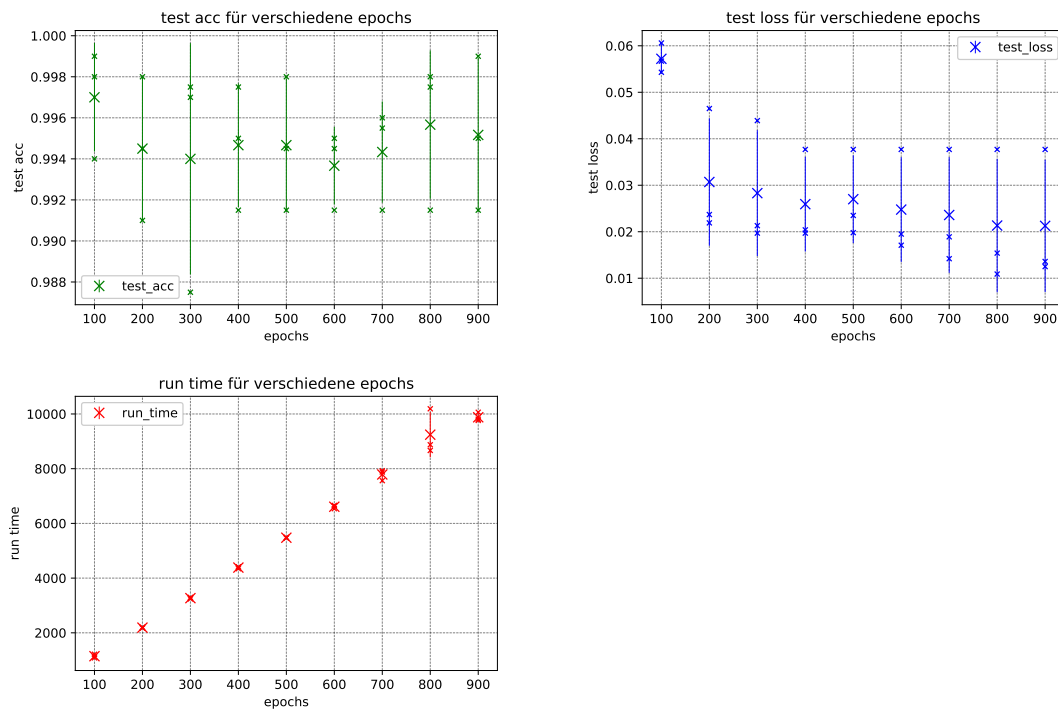 test acc für verschiedene epochs
1.000
0.998
0.996
0.994
0.992
0.990
0.988
test acc
test_acc
100 200 300 400 500 600 700 800 900
epochs
test loss für verschiedene epochs
0.06
0.05
0.04
0.03
0.02
0.01
test loss
test_loss
100 200 300 400 500 600 700 800 900
epochs
run time für verschiedene epochs
10000
8000
6000
4000
2000
run time
run_time
100 200 300 400 500 600 700 800 900
epochs